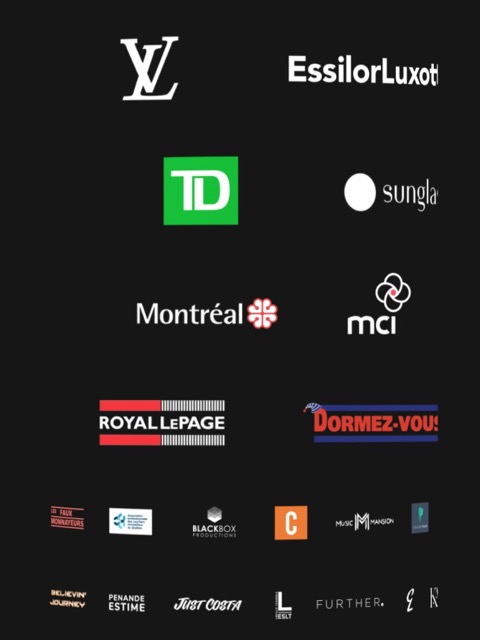 LV
EssilorLuxott
TD
sungla
Montréal
mci
ROYAL LEPAGE
DORMEZ-VOUS
LES FAUX
MONNAYEURS
BLACKBOX
PRODUCTIONS
C
MUSIC M MANSION
BELIEVIN'
JOURNEY
PENANDE
ESTIME
JUST COSTA
L
ESLT
FURTHER.